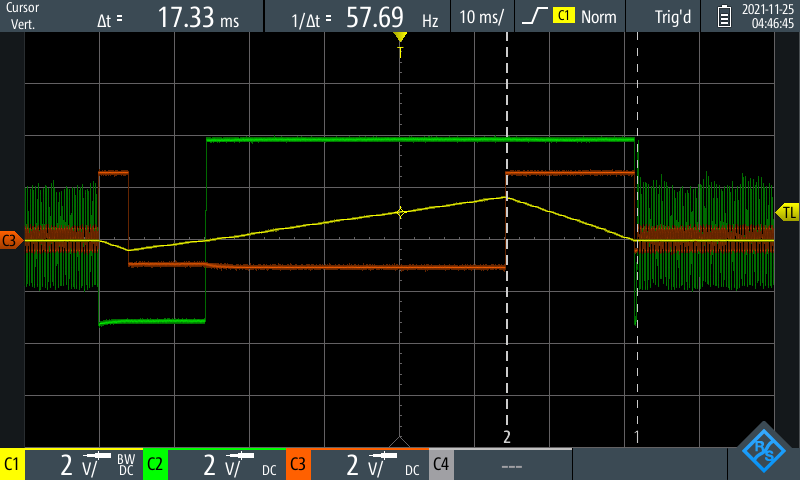 Cursor
Vert.
Δt = 17.33 ms
1/Δt = 57.69 Hz
10 ms/
C1 Norm
Trig'd
2021-11-25
04:46:45
T
TL
C3
2
1
C1 2 V/ BW DC
C2 2 V/ DC
C3 2 V/ DC
C4 ---
R/S